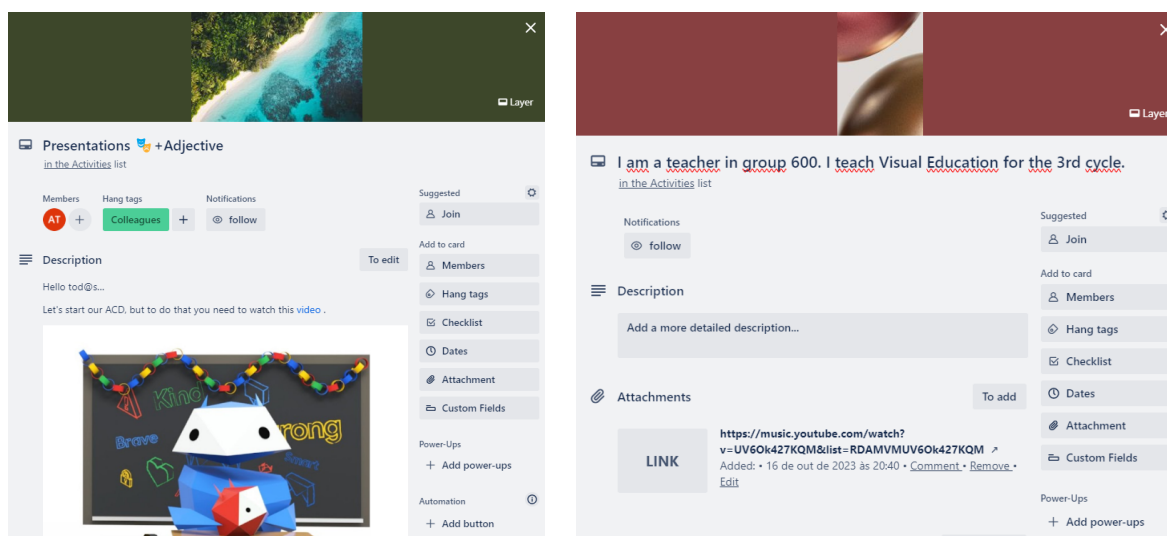 Layer
Presentations 🎭 +Adjective
in the Activities list
Members
Hang tags
Notifications
AT
+
Colleagues
+
follow
Description
To edit
Hello tod@s...
Let's start our ACD, but to do that you need to watch this video .
Kind
Brave
trong
Smart
Suggested
Join
Add to card
Members
Hang tags
Checklist
Dates
Attachment
Custom Fields
Power-Ups
+ Add power-ups
Automation
+ Add button
Layer
I am a teacher in group 600. I teach Visual Education for the 3rd cycle.
in the Activities list
Notifications
follow
Description
Add a more detailed description...
Attachments
To add
LINK
https://music.youtube.com/watch?
v=UV6Ok427KQM&list=RDAMVMUV6Ok427KQM ↗
Added: • 16 de out de 2023 às 20:40 • Comment • Remove •
Edit
Suggested
Join
Add to card
Members
Hang tags
Checklist
Dates
Attachment
Custom Fields
Power-Ups
+ Add power-ups